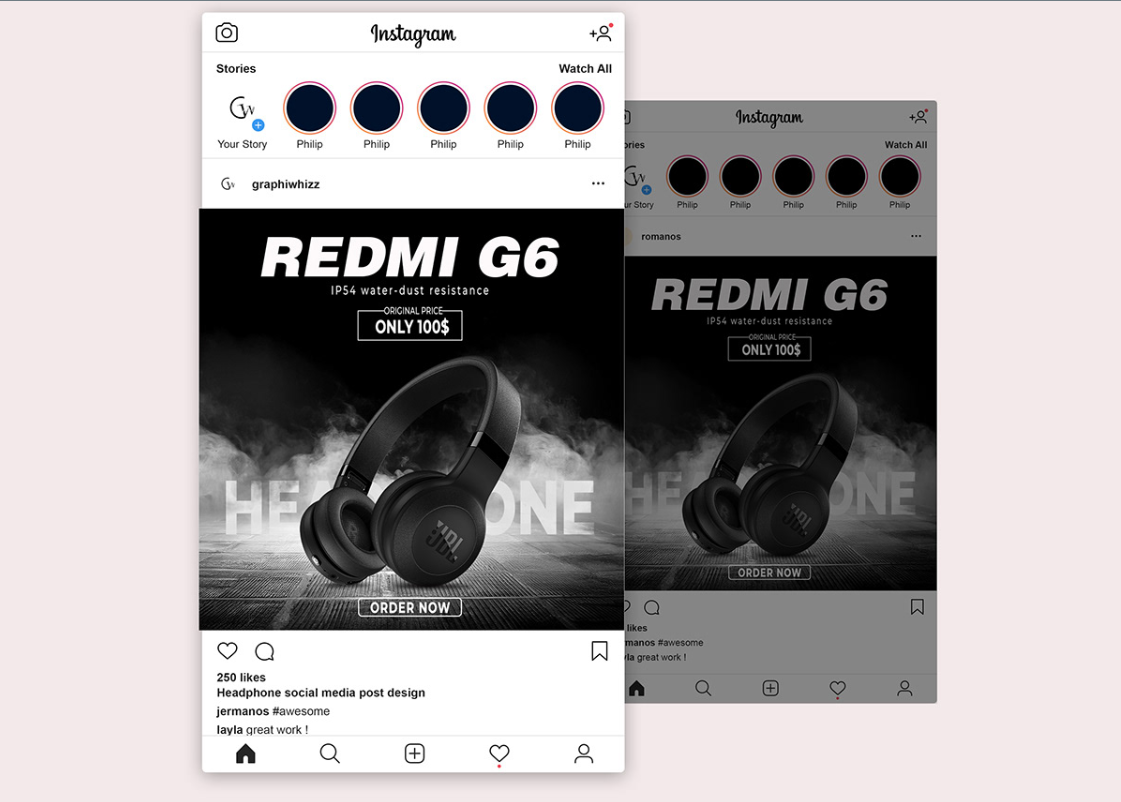 Instagram
Stories Watch All
GW
Your Story Philip Philip Philip Philip Philip
GW graphiwhizz
REDMI G6
IP54 water-dust resistance
ORIGINAL PRICE
ONLY 100$
HE ONE
JBL
ORDER NOW
250 likes
Headphone social media post design
jermanos #awesome
layla great work !
Instagram
ories Watch All
W
ur Story Philip Philip Philip Philip Philip
romanos
REDMI G6
IP54 water-dust resistance
ORIGINAL PRICE
ONLY 100$
HE ONE
JBL
ORDER NOW
likes
manos #awesome
la great work !